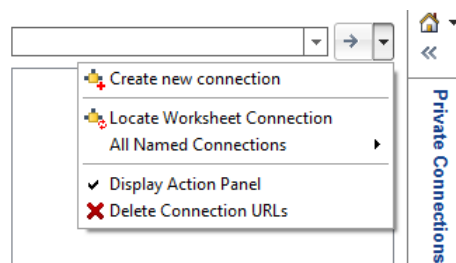 Create new connection
Locate Worksheet Connection
All Named Connections
Display Action Panel
Delete Connection URLs
Private Connections